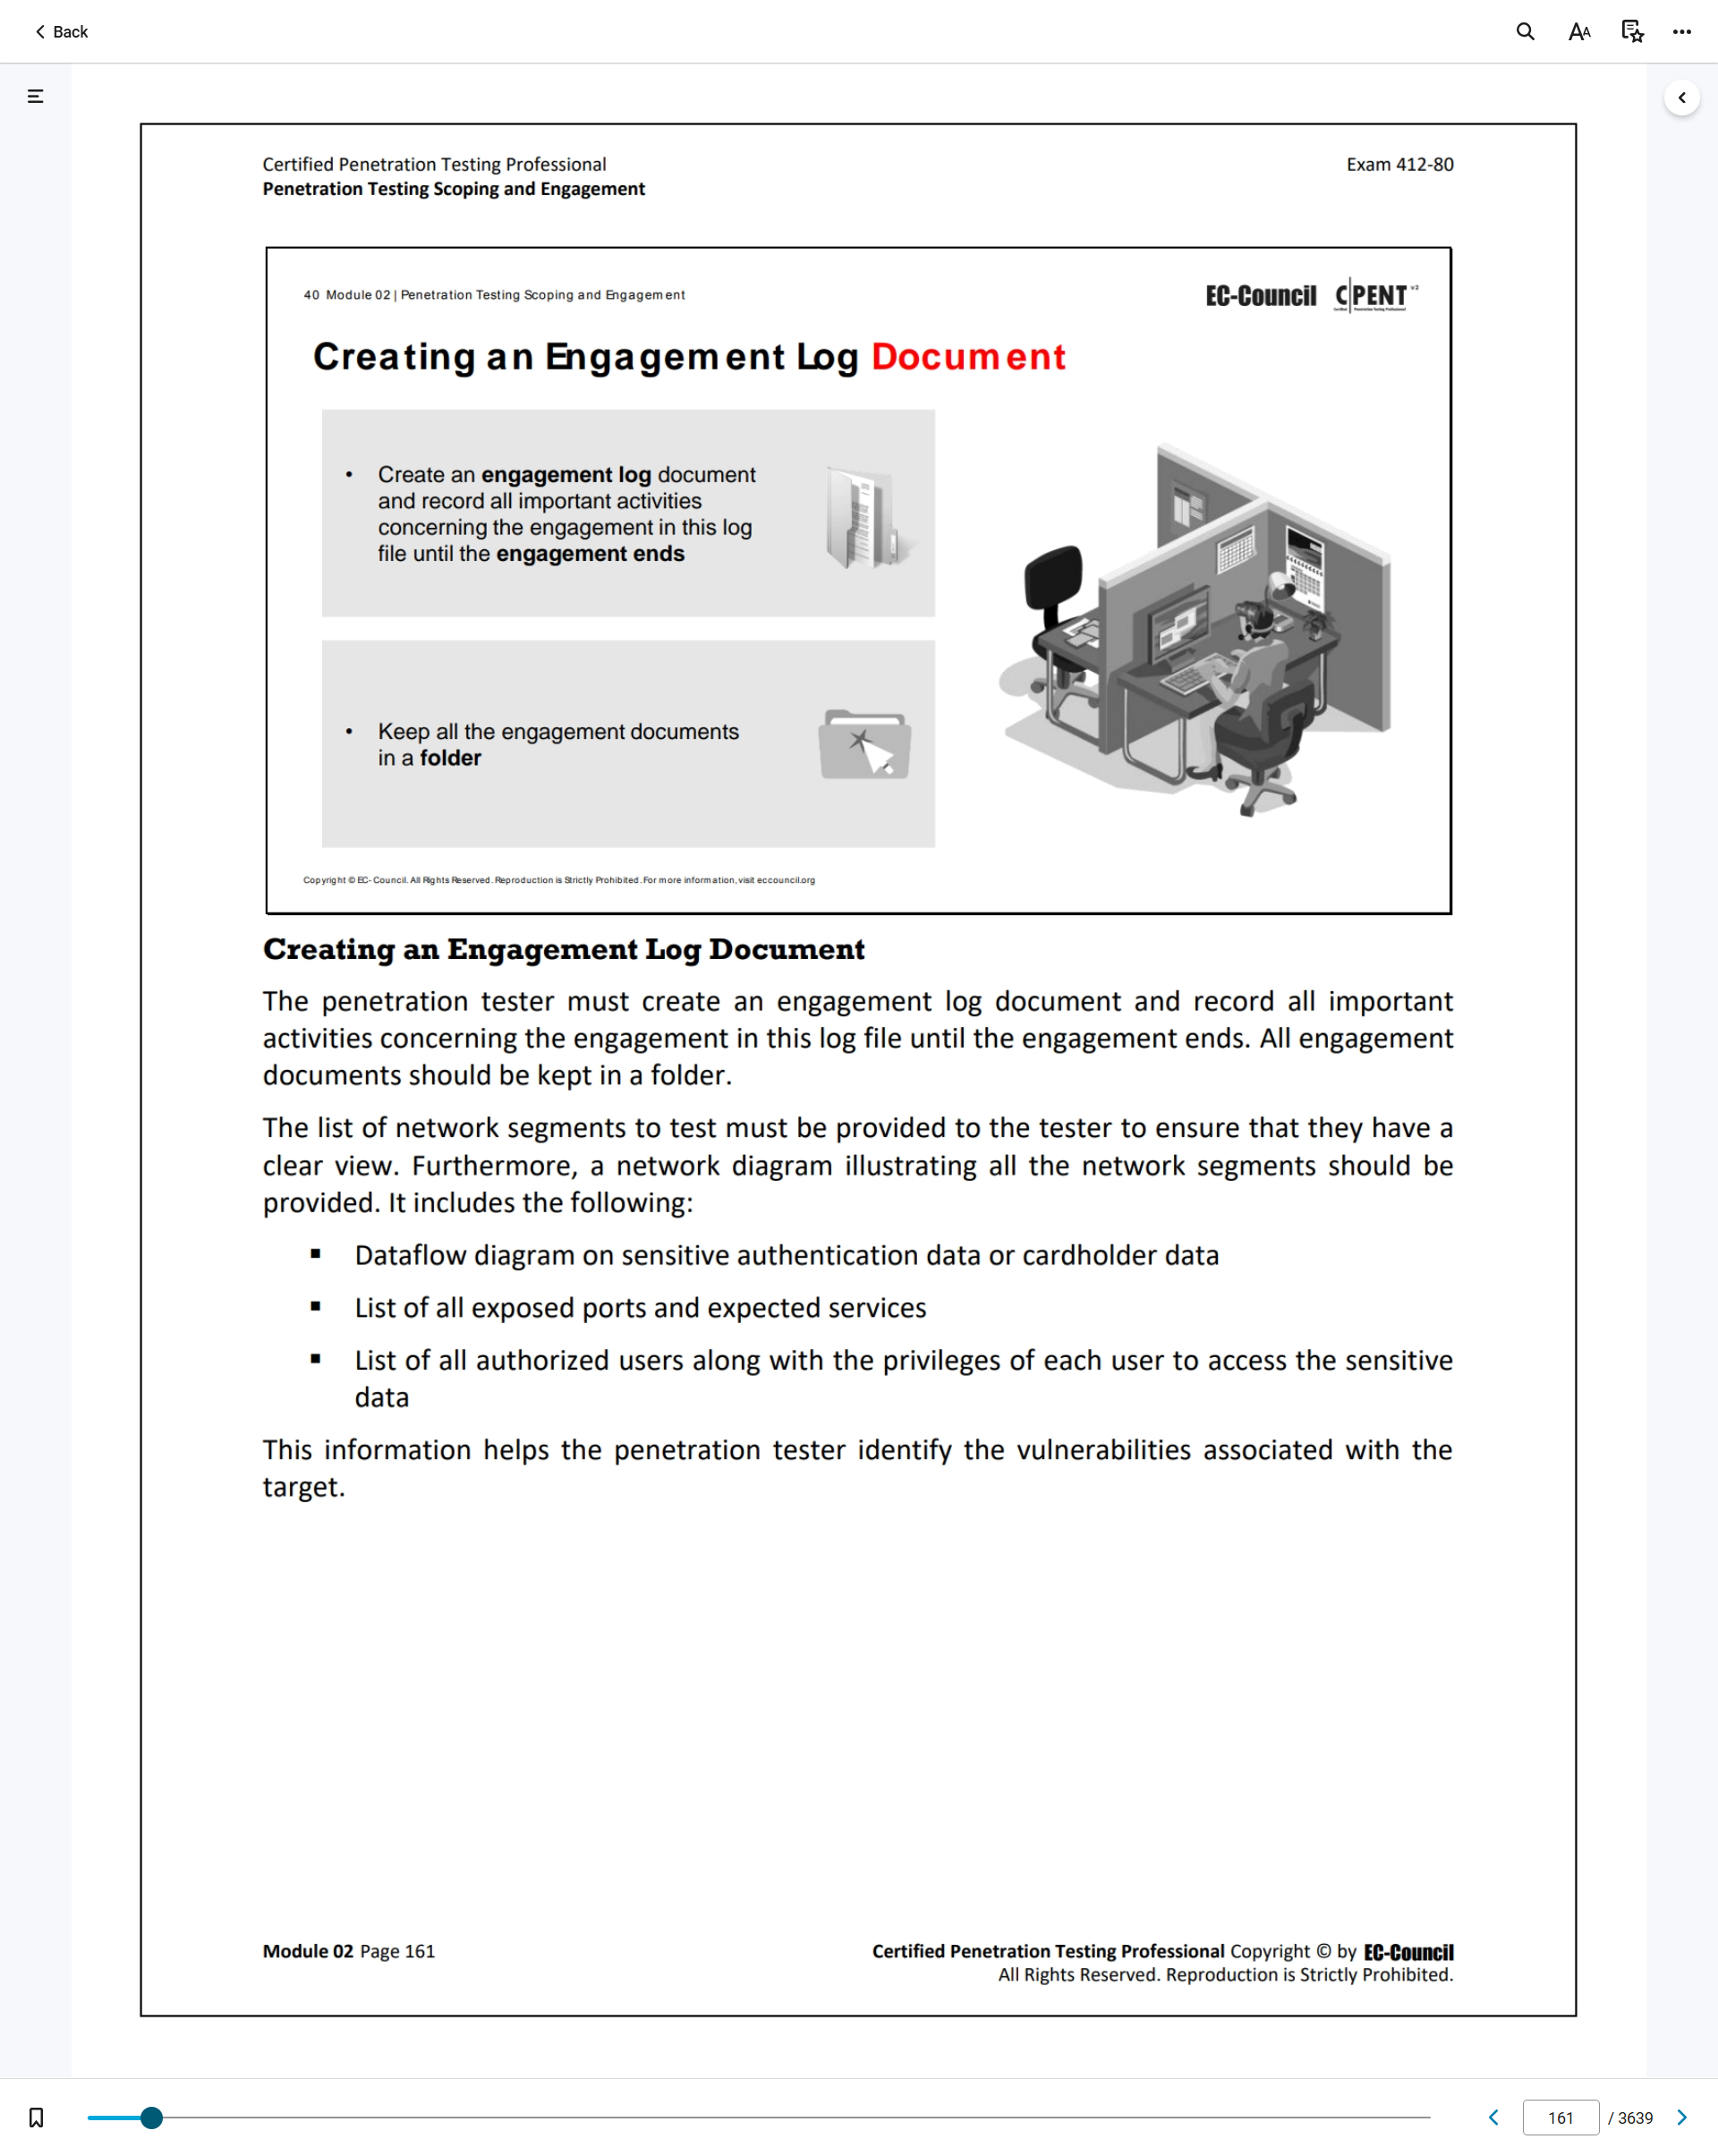 Back
Certified Penetration Testing Professional
Exam 412-80
Penetration Testing Scoping and Engagement
40 Module 02 | Penetration Testing Scoping and Engagement
EC-Council CPENT v2
Creating an Engagement Log Document
• Create an engagement log document
and record all important activities
concerning the engagement in this log
file until the engagement ends
• Keep all the engagement documents
in a folder
Copyright © EC-Council. All Rights Reserved. Reproduction is Strictly Prohibited. For more information, visit eccouncil.org
Creating an Engagement Log Document
The penetration tester must create an engagement log document and record all important
activities concerning the engagement in this log file until the engagement ends. All engagement
documents should be kept in a folder.
The list of network segments to test must be provided to the tester to ensure that they have a
clear view. Furthermore, a network diagram illustrating all the network segments should be
provided. It includes the following:
▪ Dataflow diagram on sensitive authentication data or cardholder data
▪ List of all exposed ports and expected services
▪ List of all authorized users along with the privileges of each user to access the sensitive
data
This information helps the penetration tester identify the vulnerabilities associated with the
target.
Module 02 Page 161
Certified Penetration Testing Professional Copyright © by EC-Council
All Rights Reserved. Reproduction is Strictly Prohibited.
161 / 3639